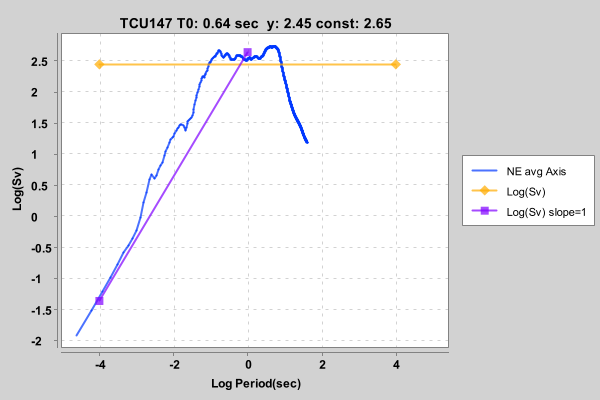 TCU147 T0: 0.64 sec y: 2.45 const: 2.65
Log(Sv)
2.5
2
1.5
1
0.5
0
-0.5
-1
-1.5
-2
-4
-2
0
2
4
Log Period(sec)
NE avg Axis
Log(Sv)
Log(Sv) slope=1